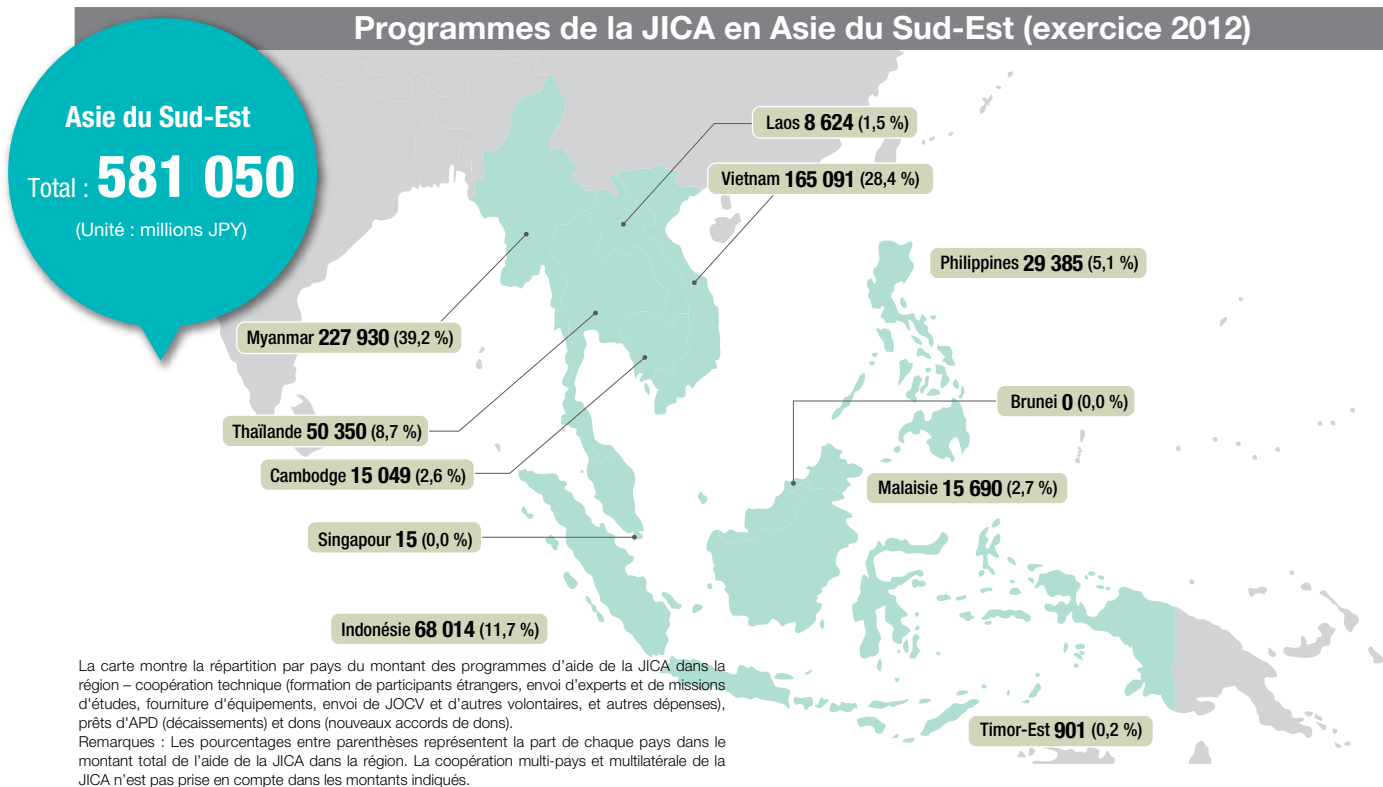 Programmes de la JICA en Asie du Sud-Est (exercice 2012)
Asie du Sud-Est
Total : 581 050
(Unité : millions JPY)
Laos 8 624 (1,5 %)
Vietnam 165 091 (28,4 %)
Philippines 29 385 (5,1 %)
Myanmar 227 930 (39,2 %)
Brunei 0 (0,0 %)
Thaïlande 50 350 (8,7 %)
Cambodge 15 049 (2,6 %)
Malaisie 15 690 (2,7 %)
Singapour 15 (0,0 %)
Indonésie 68 014 (11,7 %)
Timor-Est 901 (0,2 %)
La carte montre la répartition par pays du montant des programmes d'aide de la JICA dans la
région – coopération technique (formation de participants étrangers, envoi d'experts et de missions
d'études, fourniture d'équipements, envoi de JOCV et d'autres volontaires, et autres dépenses),
prêts d'APD (décaissements) et dons (nouveaux accords de dons).
Remarques : Les pourcentages entre parenthèses représentent la part de chaque pays dans le
montant total de l'aide de la JICA dans la région. La coopération multi-pays et multilatérale de la
JICA n'est pas prise en compte dans les montants indiqués.